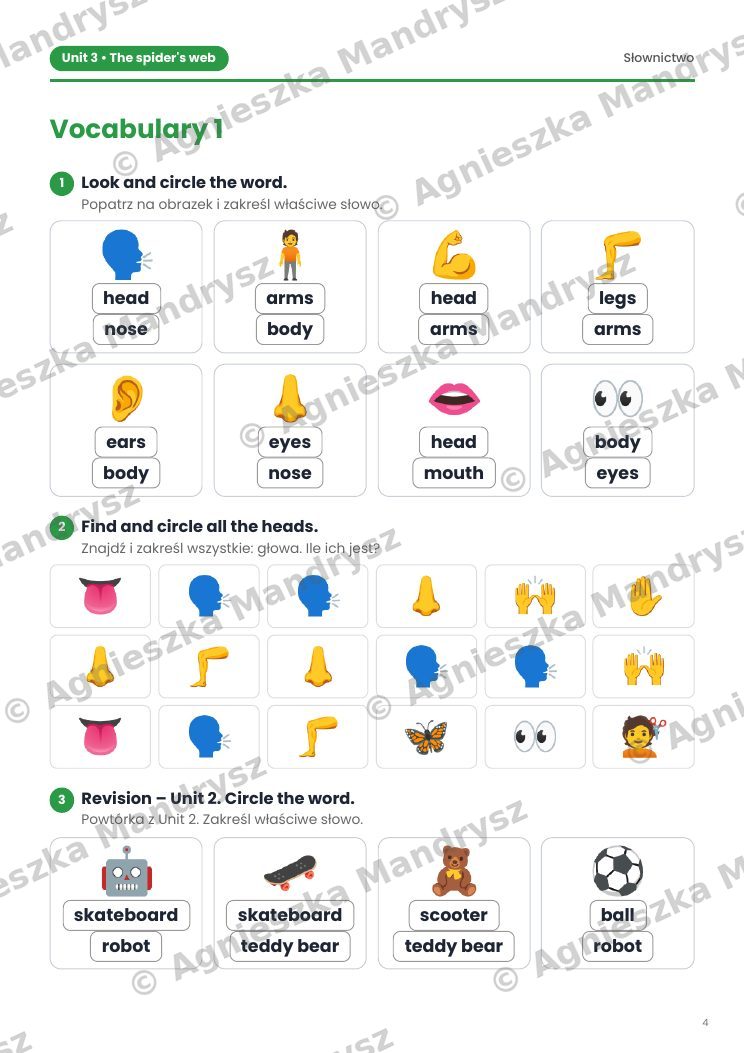 Unit 3 • The spider's web
Słownictwo
Vocabulary 1
1 Look and circle the word.
Popatrz na obrazek i zakreśl właściwe słowo.
head arms head legs
nose body arms arms
ears eyes head body
body nose mouth eyes
2 Find and circle all the heads.
Znajdź i zakreśl wszystkie: głowa. Ile ich jest?
3 Revision – Unit 2. Circle the word.
Powtórka z Unit 2. Zakreśl właściwe słowo.
skateboard skateboard scooter ball
robot teddy bear teddy bear robot
4
© Agnieszka Mandrysz